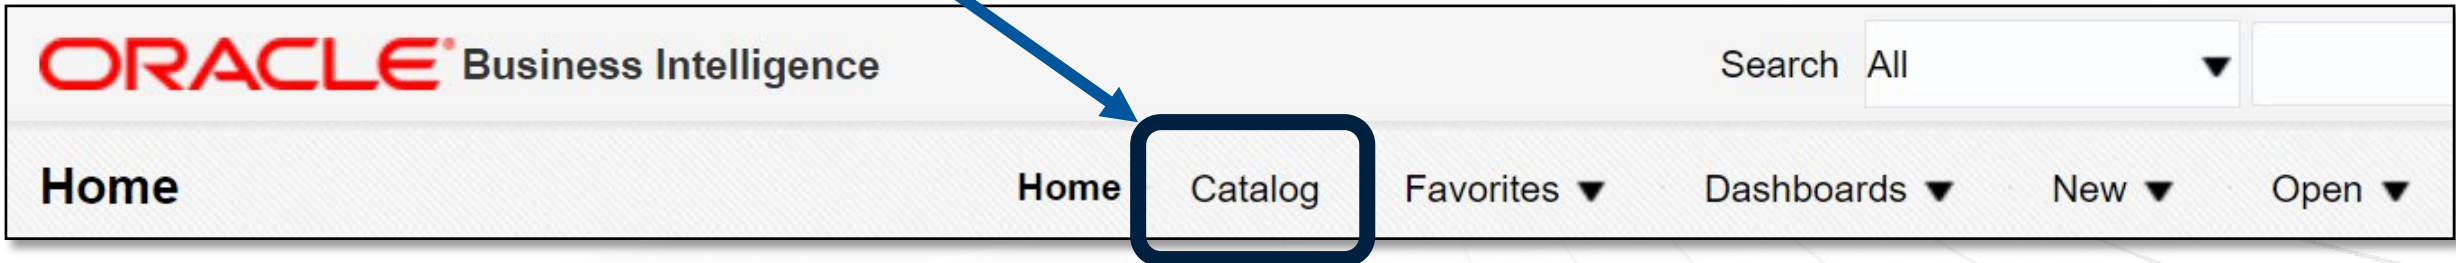 ORACLE® Business Intelligence
Search All
Home
Home Catalog Favorites Dashboards New Open